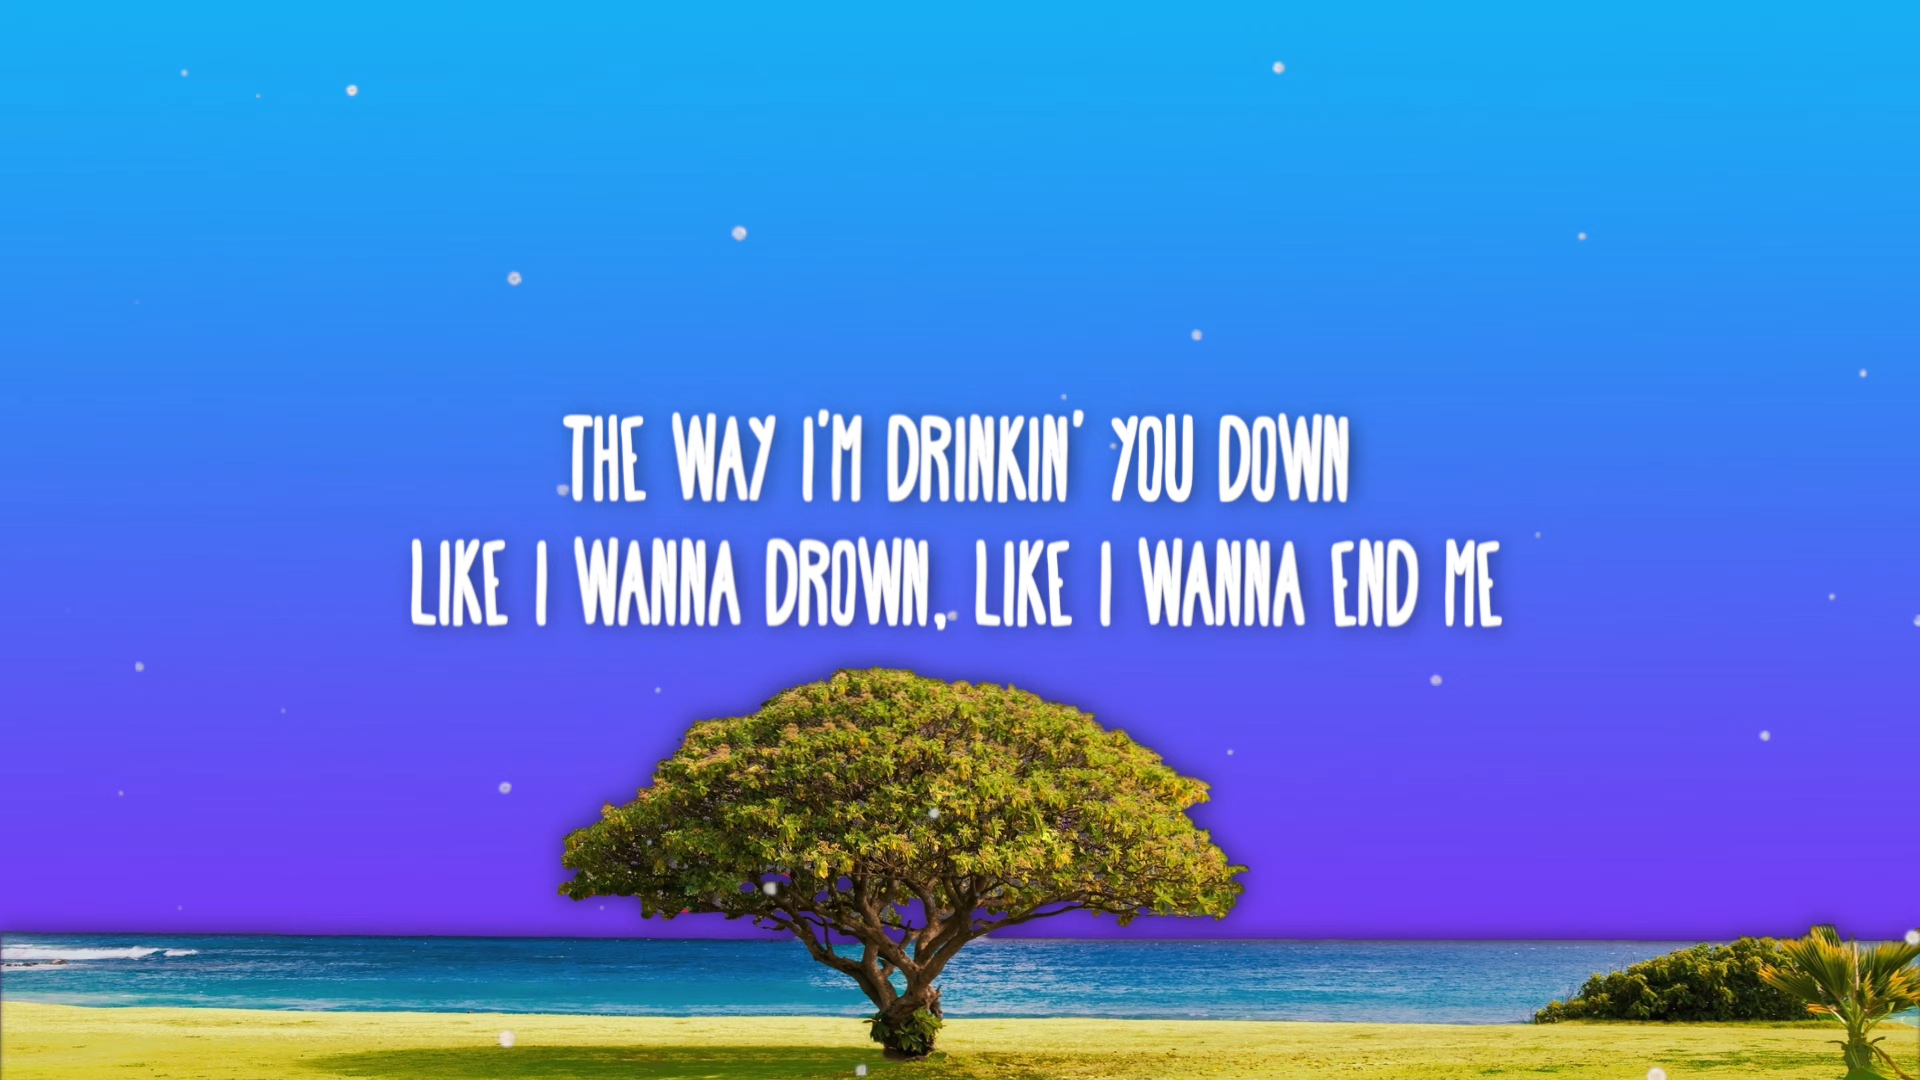 THE WAY I'M DRINKIN' YOU DOWN
LIKE I WANNA DROWN, LIKE I WANNA END ME